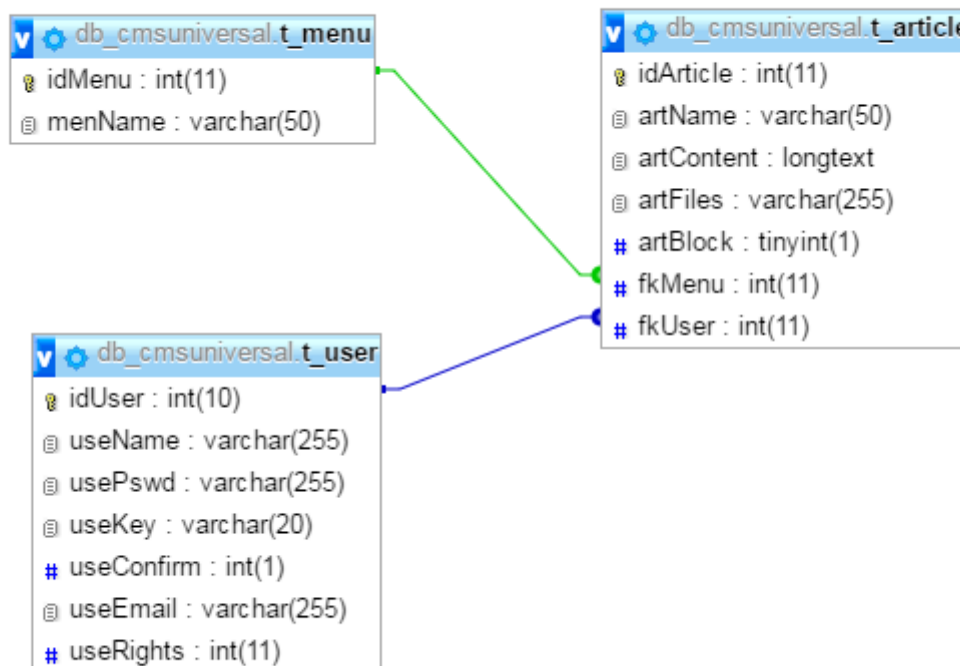 v db_cmsuniversal.t_menu
idMenu : int(11)
menName : varchar(50)
v db_cmsuniversal.t_article
idArticle : int(11)
artName : varchar(50)
artContent : longtext
artFiles : varchar(255)
# artBlock : tinyint(1)
# fkMenu : int(11)
# fkUser : int(11)
v db_cmsuniversal.t_user
idUser : int(10)
useName : varchar(255)
usePswd : varchar(255)
useKey : varchar(20)
# useConfirm : int(1)
useEmail : varchar(255)
# useRights : int(11)